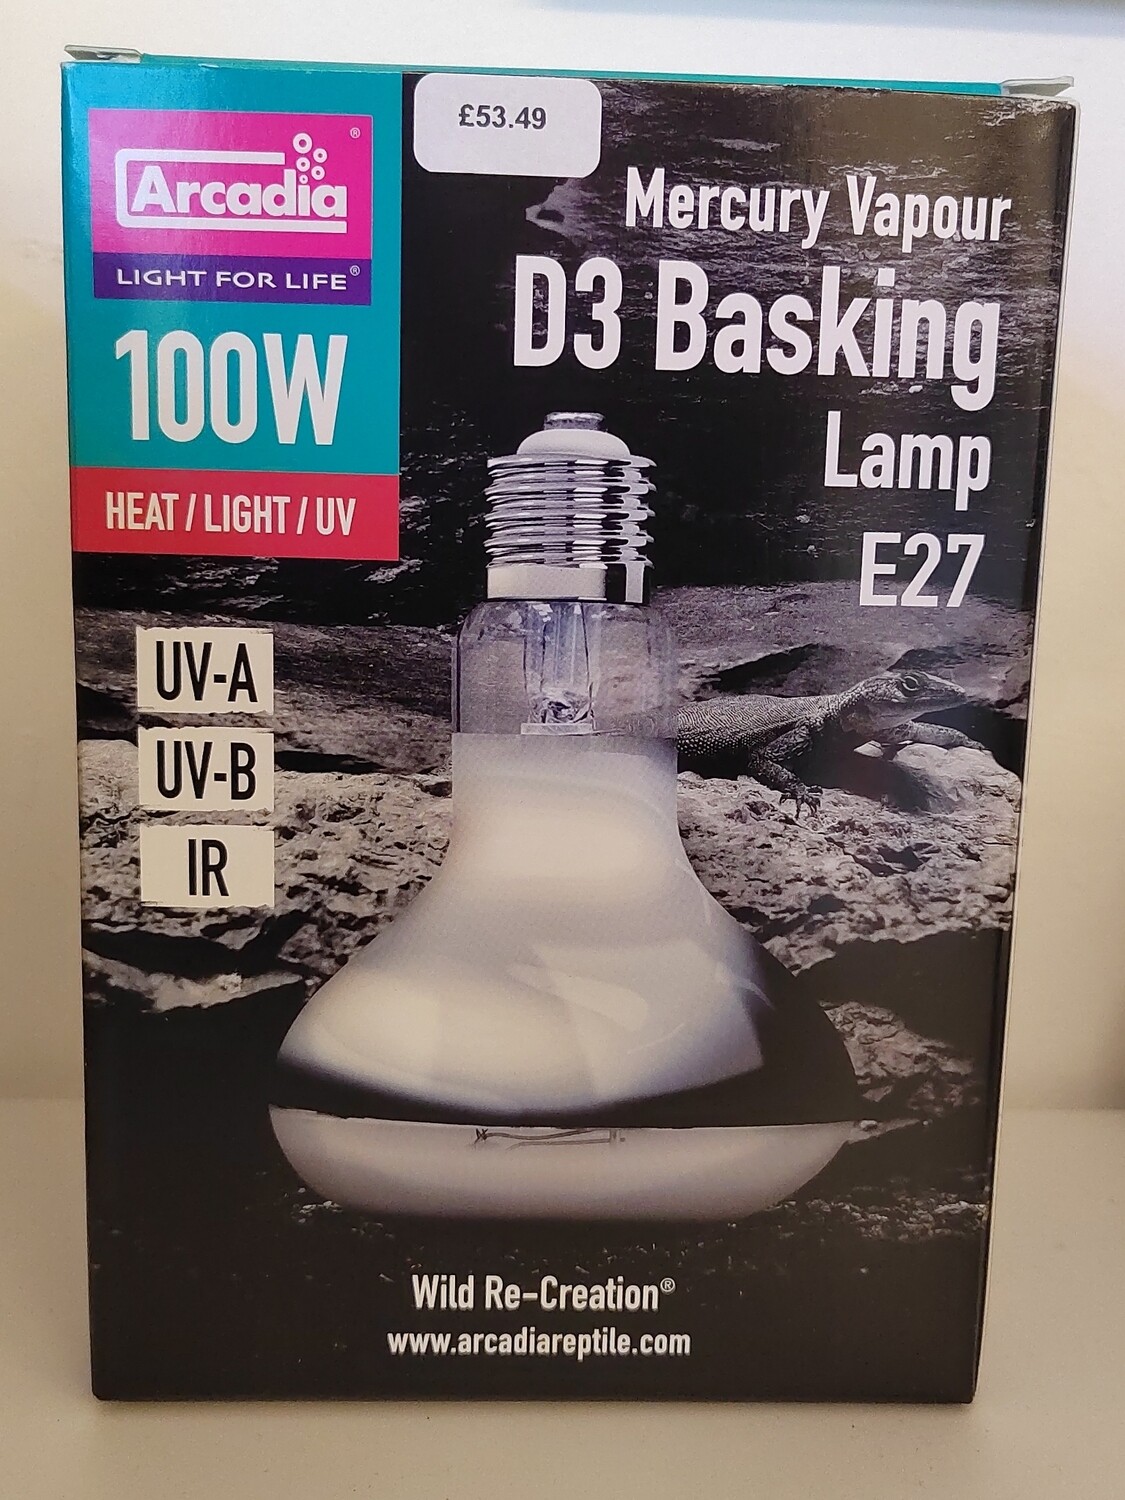 £53.49
Arcadia®
LIGHT FOR LIFE®
100W
HEAT / LIGHT / UV
Mercury Vapour
D3 Basking
Lamp
E27
UV-A
UV-B
IR
Wild Re-Creation®
www.arcadiareptile.com